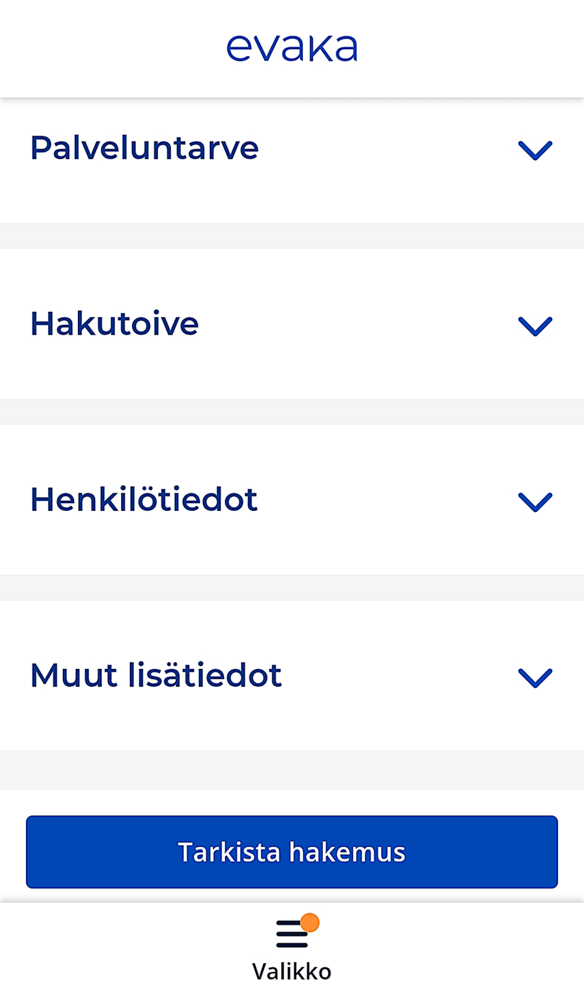 evaka
Palveluntarve
Hakutoive
Henkilötiedot
Muut lisätiedot
Tarkista hakemus
Valikko